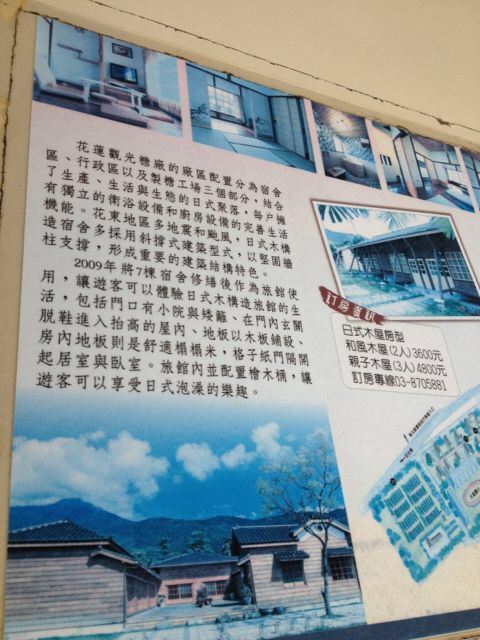 花蓮觀光糖廠的廠區配置分為宿舍
區、行政區以及製糖工場三個部分，結合
了生產、生活與生態的日式聚落，每戶擁
有獨立的衛浴設備和廚房設備的完善生活
機能。花東地區多地震和颱風，日式木構
造宿舍多採用斜撐式建築型式，以堅固牆
柱支撐，形成重要的建築結構特色。
2009年將7棟宿舍修繕後作為旅館使
用，讓遊客可以體驗日式木構造旅館的生
活，包括門口有小院與矮籬、在門內玄關
脫鞋進入抬高的屋內、地板以木板鋪設、
房內地板則是舒適榻榻米，格子紙門隔開
起居室與臥室。旅館內並配置檜木桶，讓
遊客可以享受日式泡澡的樂趣。
訂房資訊
日式木屋房型
和風木屋(2人)3600元
親子木屋(3人)4800元
訂房專線03-8705881